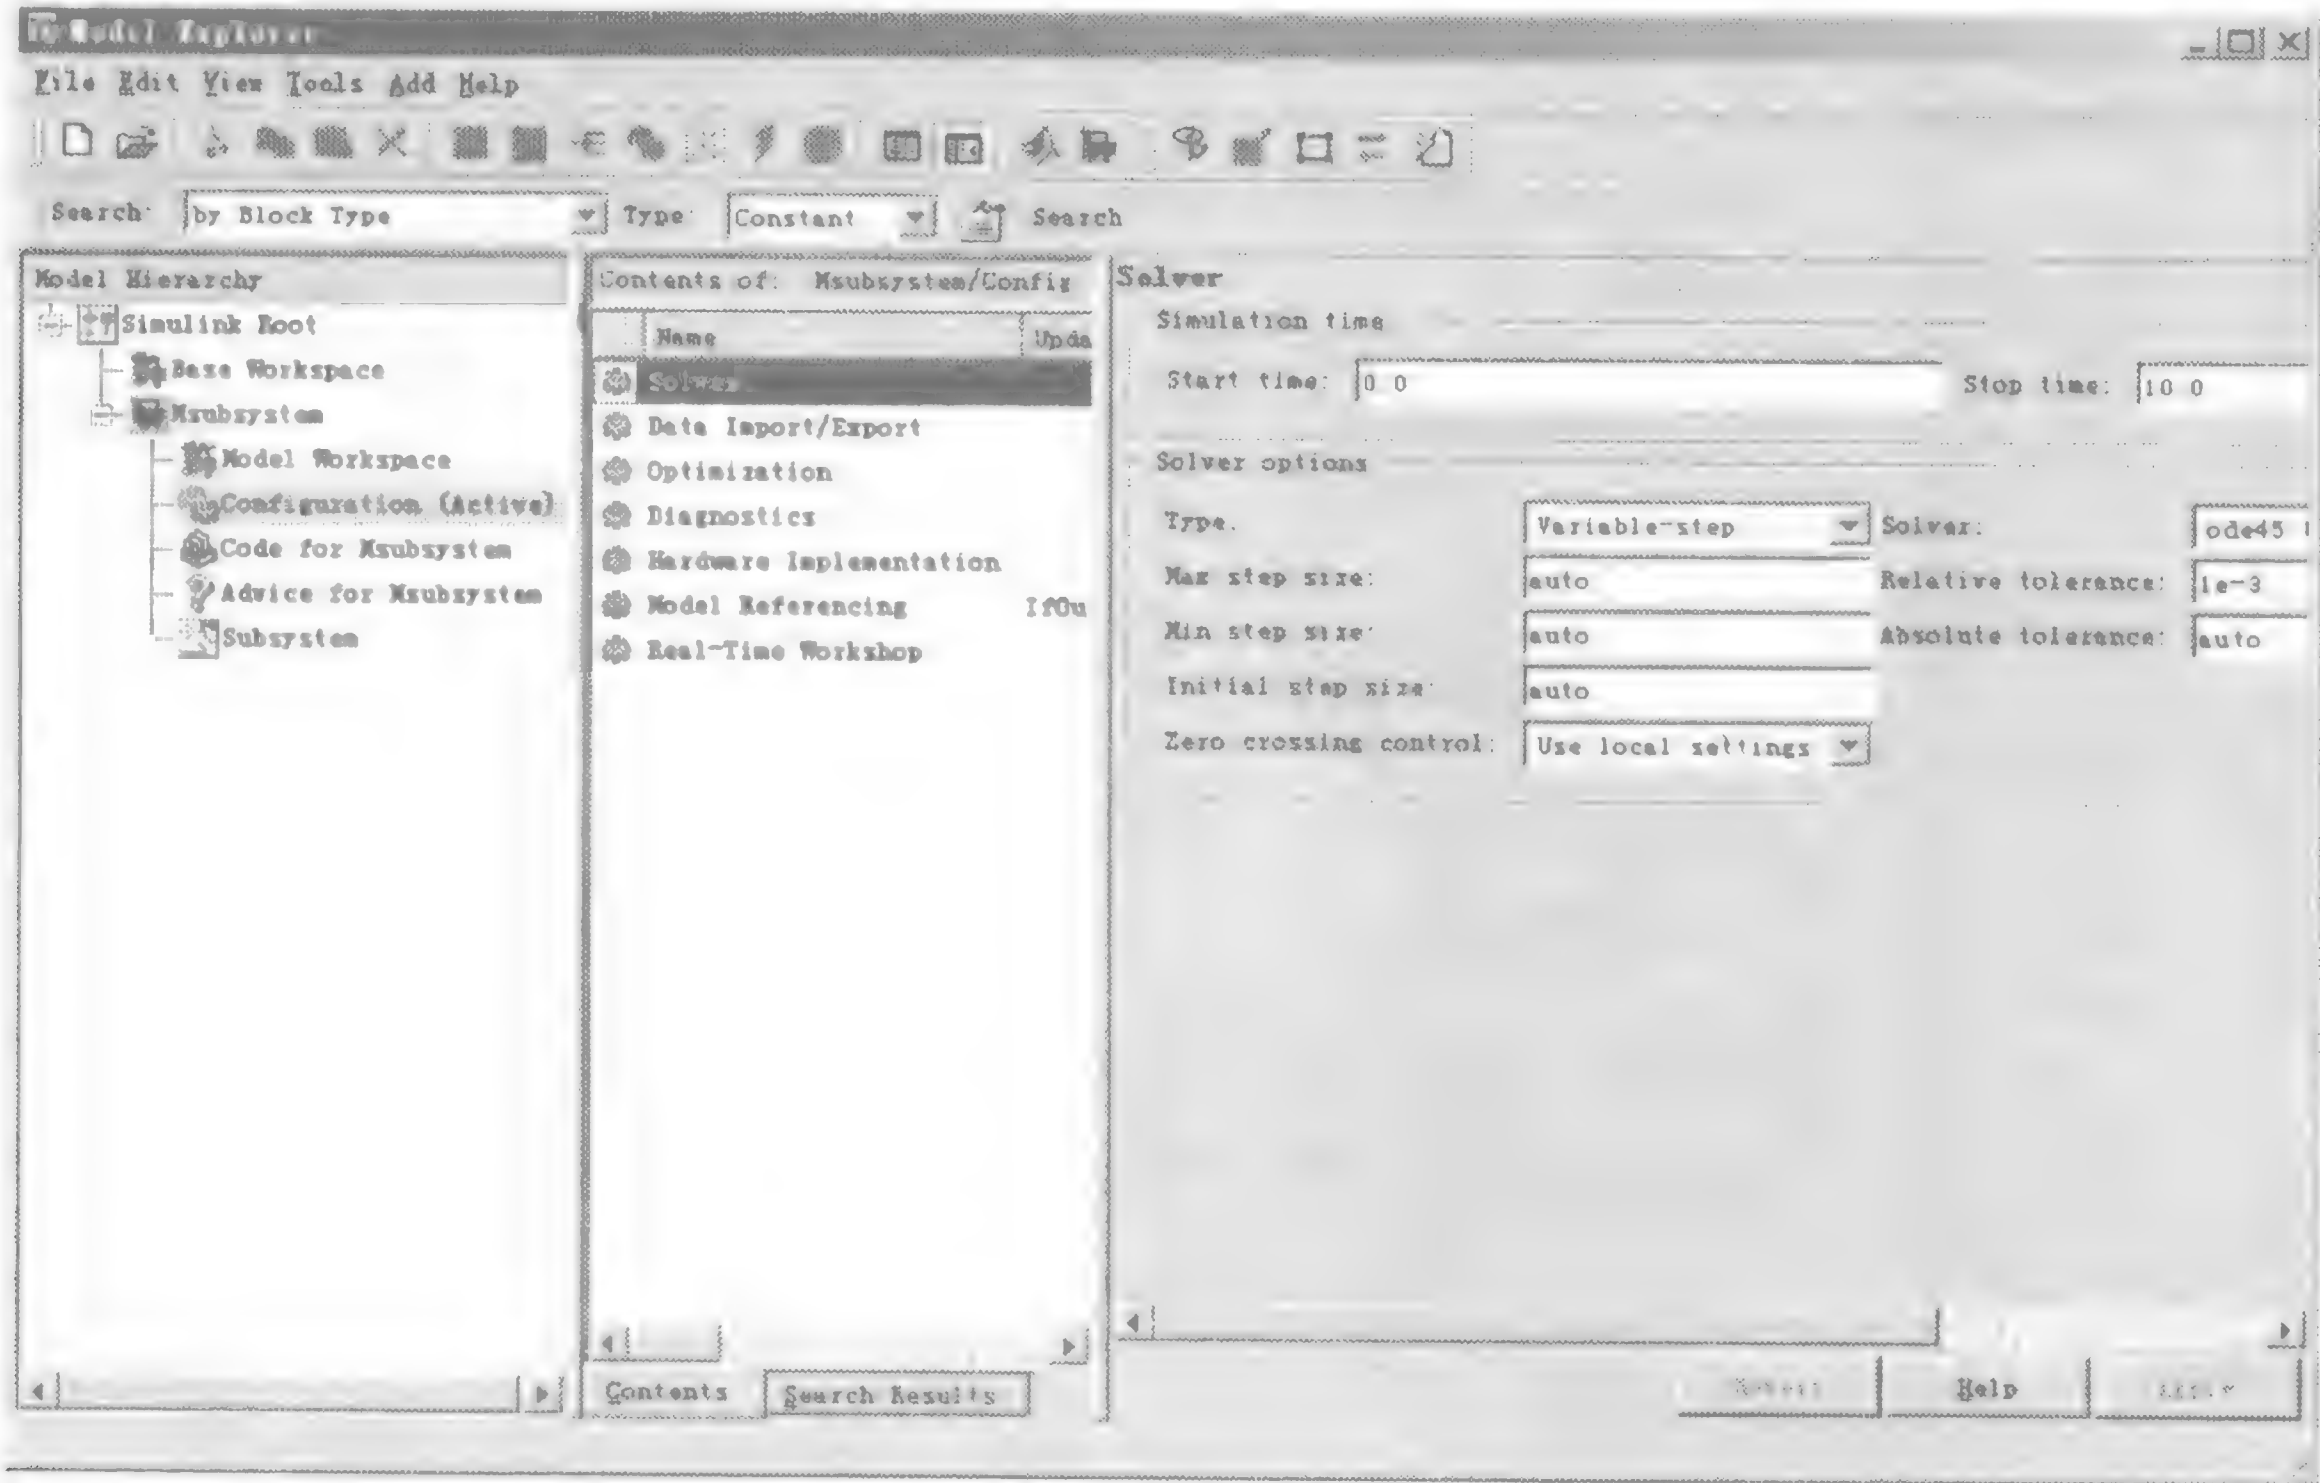 Model Explorer
File Edit View Tools Add Help
Search: by Block Type Type: Constant Search
Model Hierarchy
Simulink Root
Base Workspace
Msubsystem
Model Workspace
Configuration (Active)
Code for Msubsystem
Advice for Msubsystem
Subsystem
Contents of: Msubsystem/Config
Name Upda
Solver
Data Import/Export
Optimization
Diagnostics
Hardware Implementation
Model Referencing IfOu
Real-Time Workshop
Contents Search Results
Solver
Simulation time
Start time: 0 0 Stop time: 10 0
Solver options
Type: Variable-step Solver: ode45
Max step size: auto Relative tolerance: 1e-3
Min step size: auto Absolute tolerance: auto
Initial step size: auto
Zero crossing control: Use local settings
Help